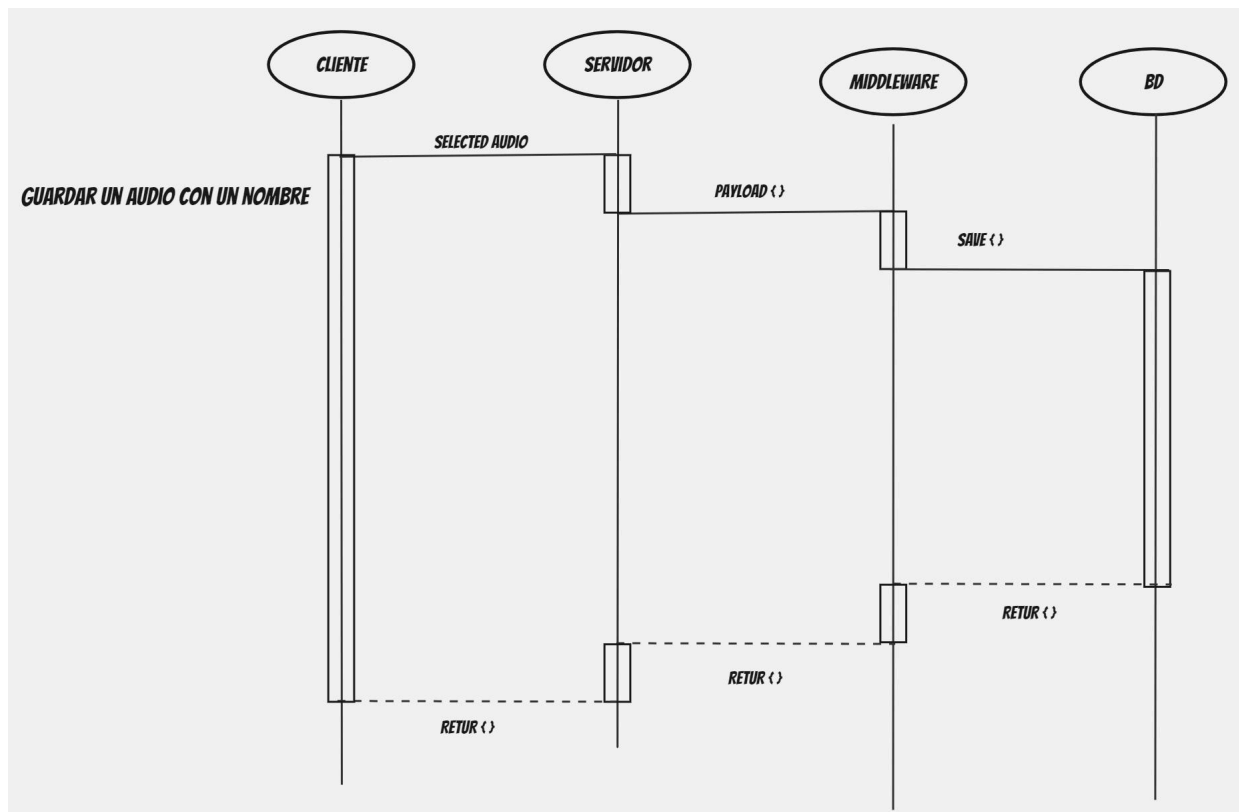 CLIENTE
SERVIDOR
MIDDLEWARE
BD
SELECTED AUDIO
GUARDAR UN AUDIO CON UN NOMBRE
PAYLOAD { }
SAVE { }
RETUR { }
RETUR { }
RETUR { }